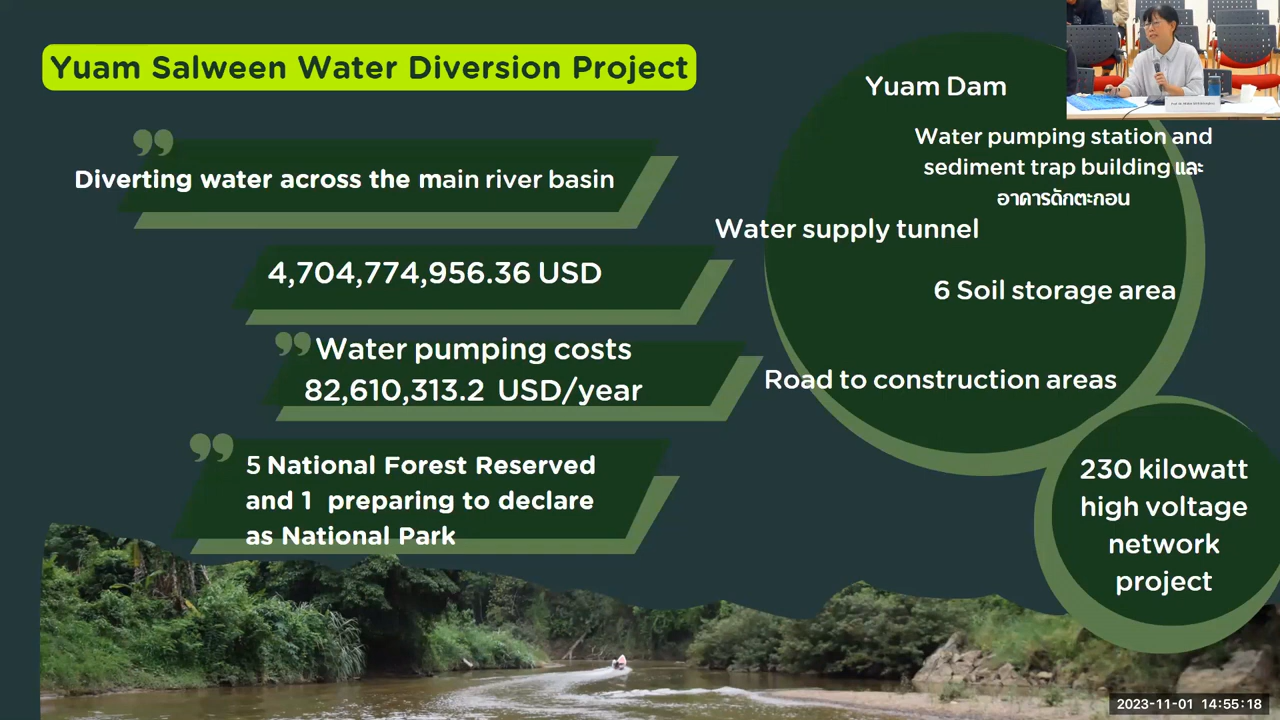 Yuam Salween Water Diversion Project
Diverting water across the main river basin
4,704,774,956.36 USD
Water pumping costs
82,610,313.2 USD/year
5 National Forest Reserved
and 1 preparing to declare
as National Park
Yuam Dam
Water pumping station and
sediment trap building และ
อาคารดักตะกอน
Water supply tunnel
6 Soil storage area
Road to construction areas
230 kilowatt
high voltage
network
project
2023-11-01 14:55:18